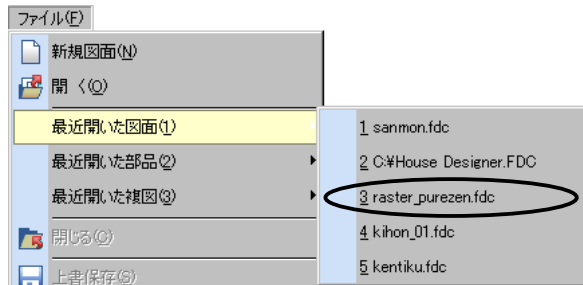 ファイル(F)
新規図面(N)
開く(O)
最近開いた図面(1)
最近開いた部品(2)
最近開いた複図(3)
閉じる(C)
上書保存(S)
1 sanmon.fdc
2 C:¥House Designer.FDC
3 raster_purezen.fdc
4 kihon_01.fdc
5 kentiku.fdc